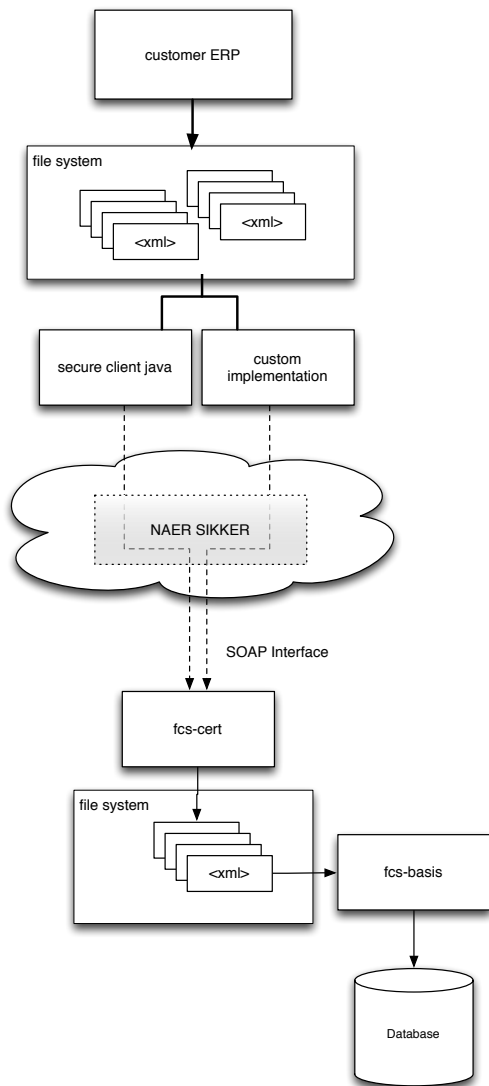 customer ERP
file system
<xml>
<xml>
secure client java
custom
implementation
NAER SIKKER
SOAP Interface
fcs-cert
file system
<xml>
fcs-basis
Database